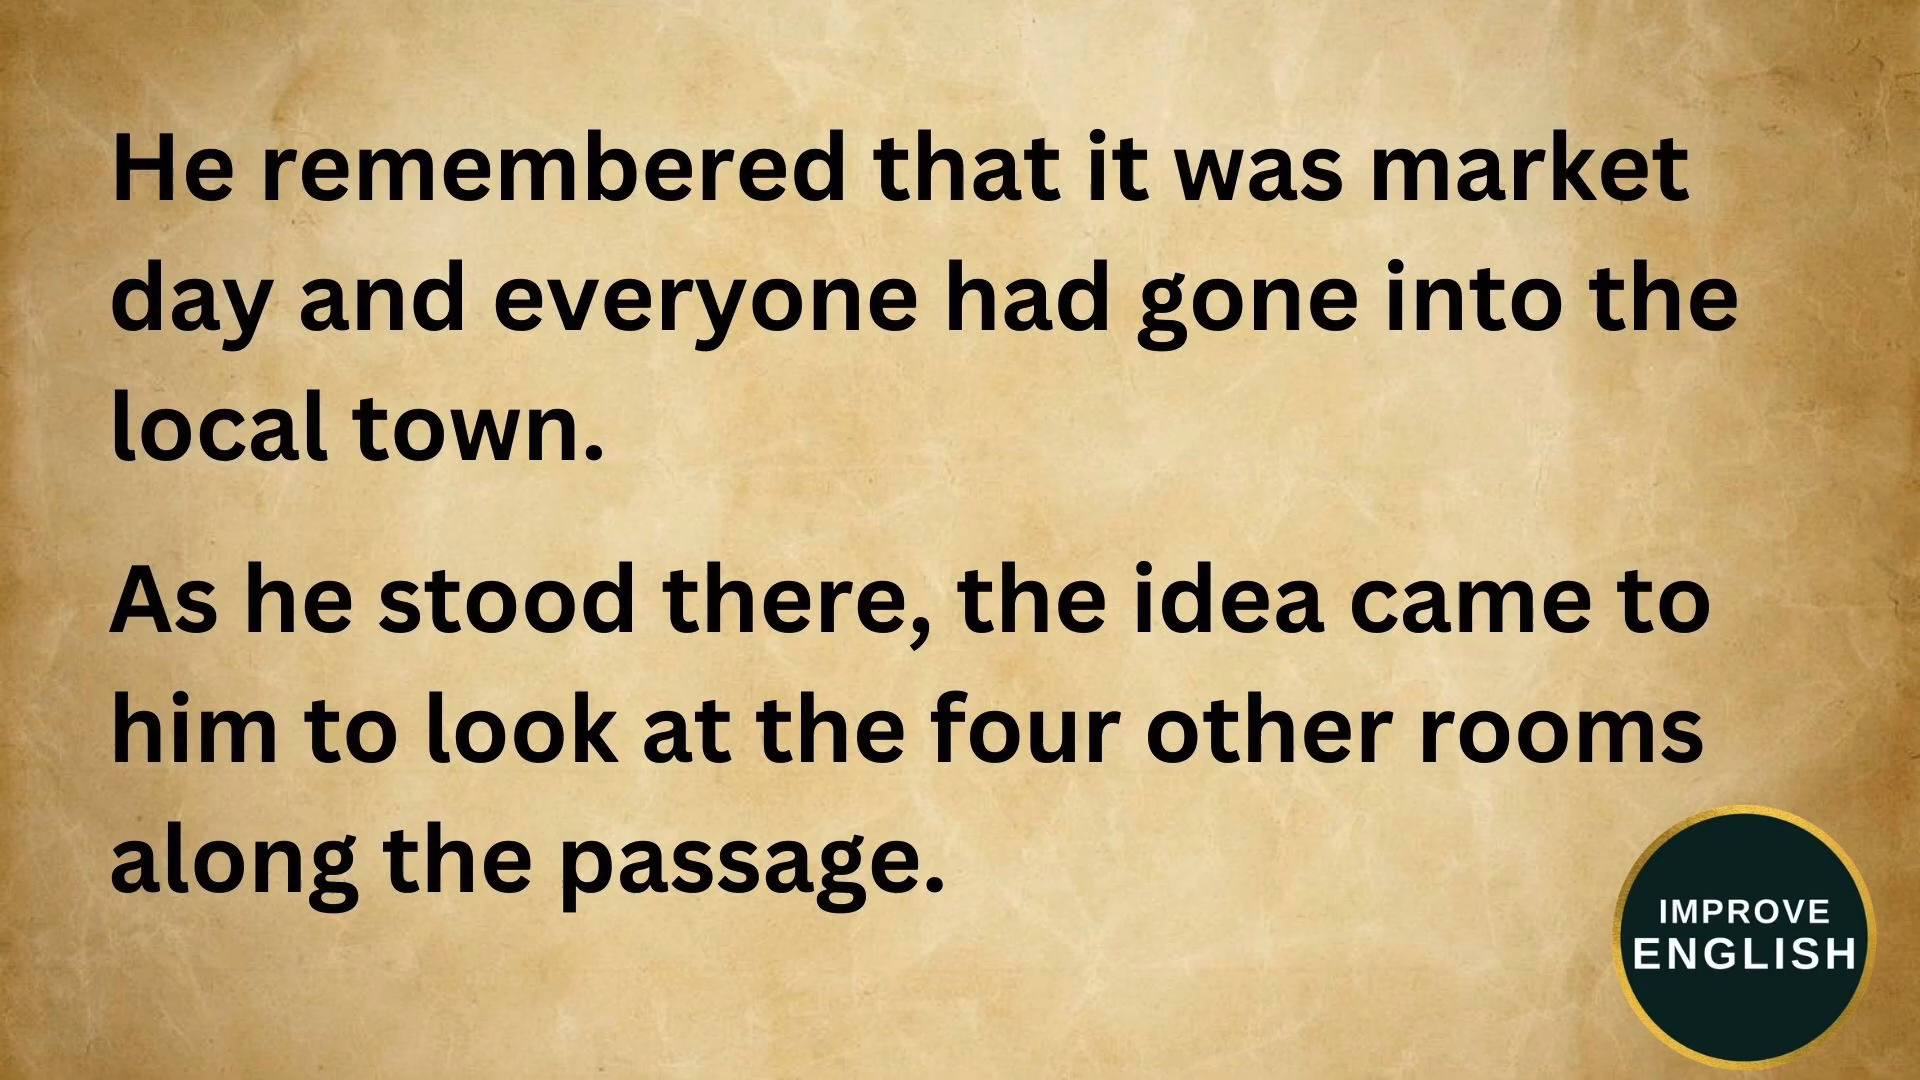 He remembered that it was market
day and everyone had gone into the
local town.
As he stood there, the idea came to
him to look at the four other rooms
along the passage.
IMPROVE
ENGLISH